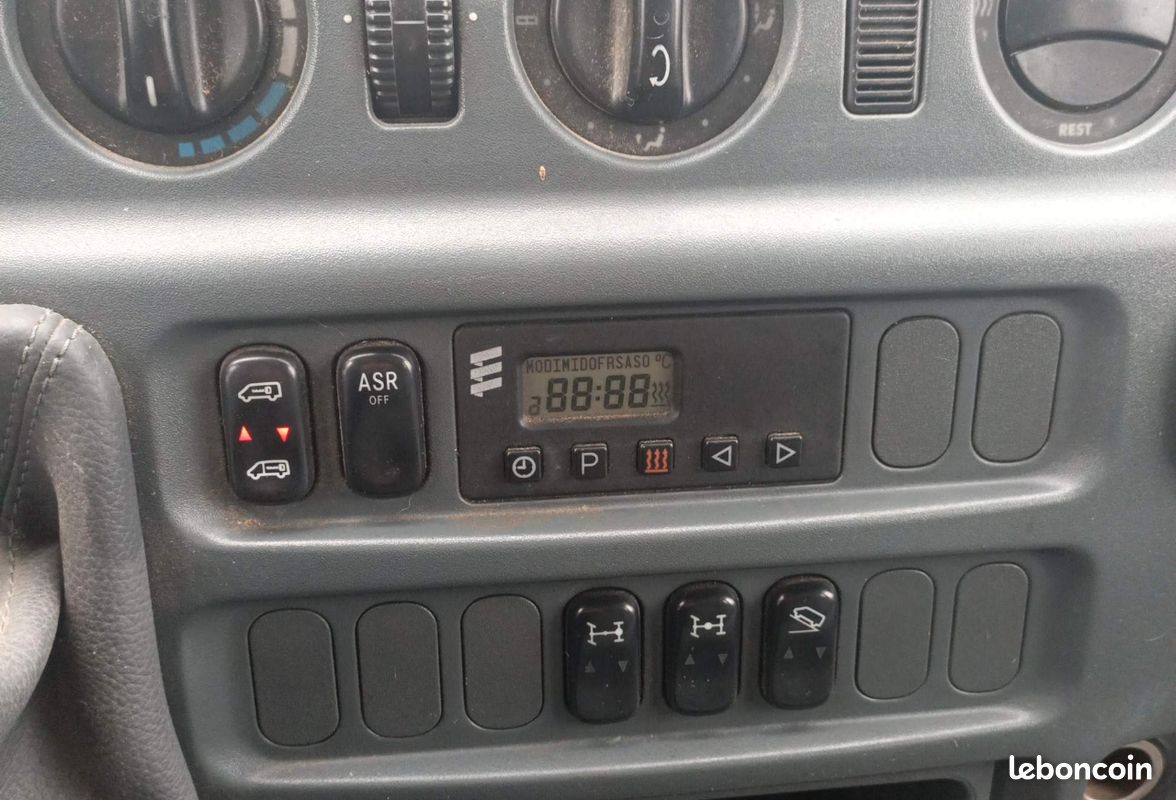 REST
ASR
OFF
MODIMIDOFRSASO °C
88:88
P
leboncoin